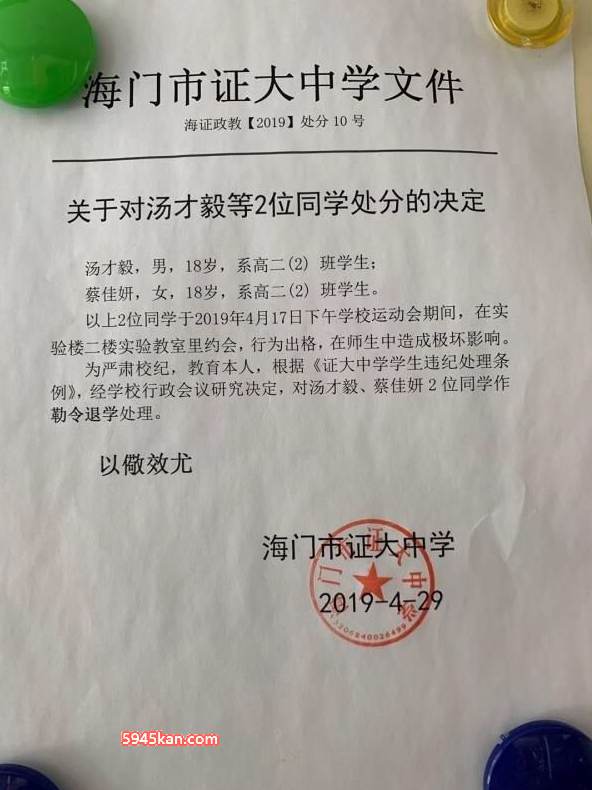 海门市证大中学文件
海证政教【2019】处分 10 号
关于对汤才毅等2位同学处分的决定
汤才毅，男，18岁，系高二(2) 班学生；
蔡佳妍，女，18岁，系高二(2) 班学生。
以上2位同学于2019年4月17日下午学校运动会期间，在实
验楼二楼实验教室里约会，行为出格，在师生中造成极坏影响。
为严肃校纪，教育本人，根据《证大中学学生违纪处理条
例》，经学校行政会议研究决定，对汤才毅、蔡佳妍 2 位同学作
勒令退学处理。
以儆效尤
海门市证大中学
2019-4-29
海门市证大中学
5945kan.com